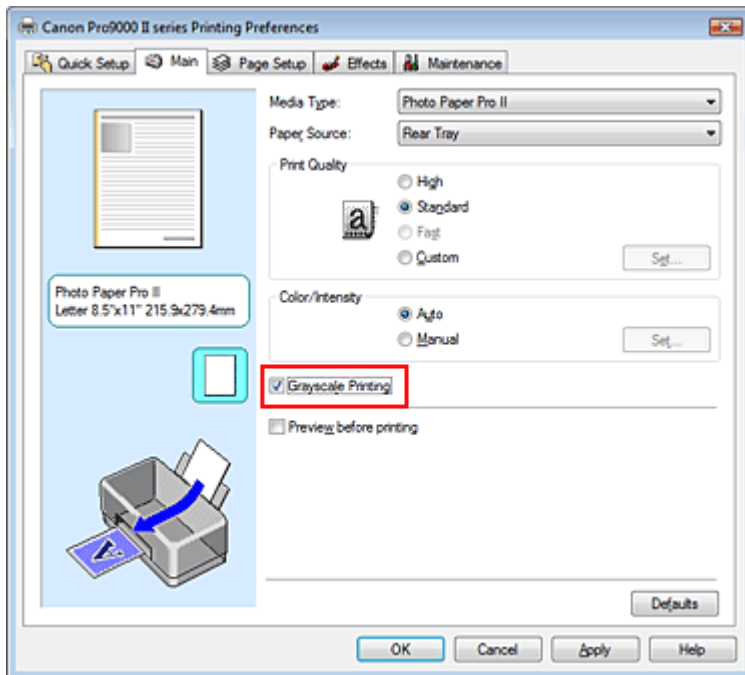 Canon Pro9000 II series Printing Preferences
Quick Setup Main Page Setup Effects Maintenance
Media Type: Photo Paper Pro II
Paper Source: Rear Tray
Print Quality
High
a Standard
Fast
Custom Set...
Photo Paper Pro II
Letter 8.5"x11" 215.9x279.4mm
Color/Intensity
Auto
Manual Set...
Grayscale Printing
Preview before printing
A
Defaults
OK Cancel Apply Help